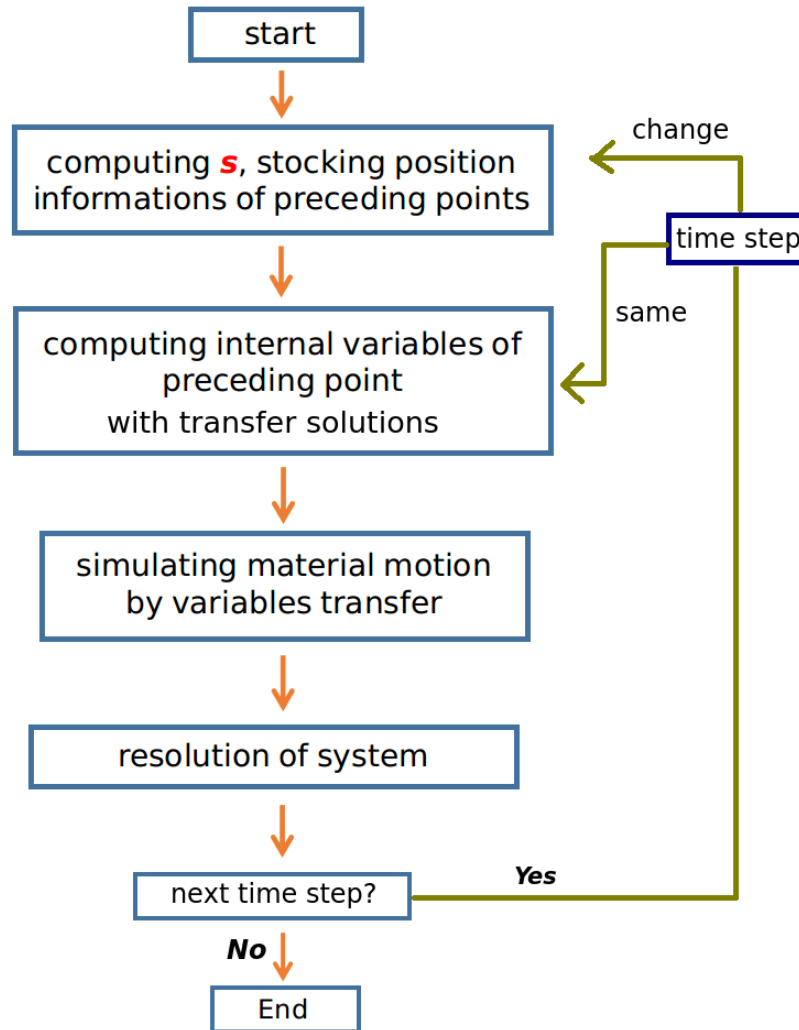 start
computing s, stocking position
informations of preceding points
change
time step
same
computing internal variables of
preceding point
with transfer solutions
simulating material motion
by variables transfer
resolution of system
next time step?
Yes
No
End